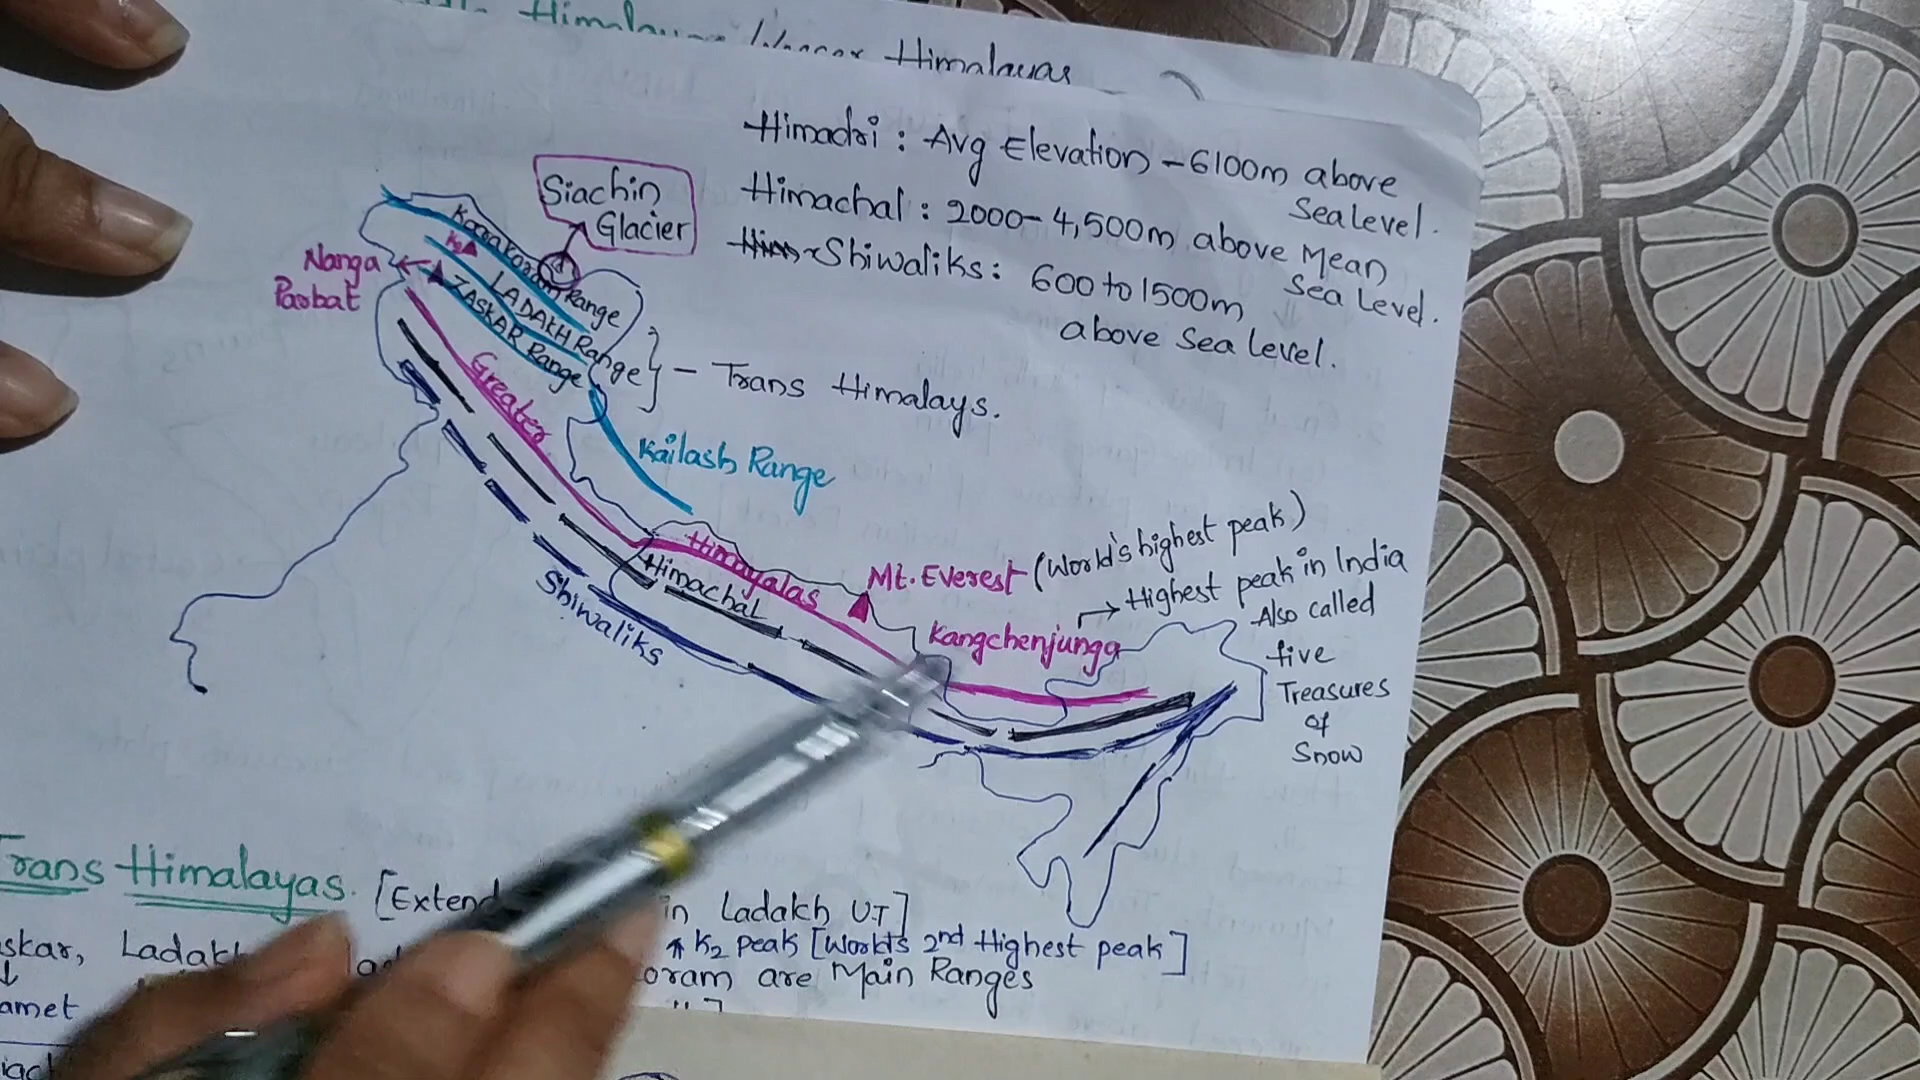 Himalayas Himalayas
Himadri : Avg Elevation - 6100m above
Sea level.
Himachal : 2000-4,500m above Mean
Sea Level.
Shiwaliks : 600 to 1500m
above Sea level.
Siachin
Glacier
Karakoram Range
K2
Nanga
Parbat
LADAKH Range
ZASKAR Range
- Trans Himalays.
Kailash Range
Greater
Himayalas
Himachal
Shiwaliks
Mt. Everest (World's highest peak)
Kangchenjunga → Highest peak in India
Also called
five
Treasures
of
Snow
Trans Himalayas. [Extend in Ladakh U.T]
K2 peak [World's 2nd Highest peak]
skar, Ladakh oram are Main Ranges
amet